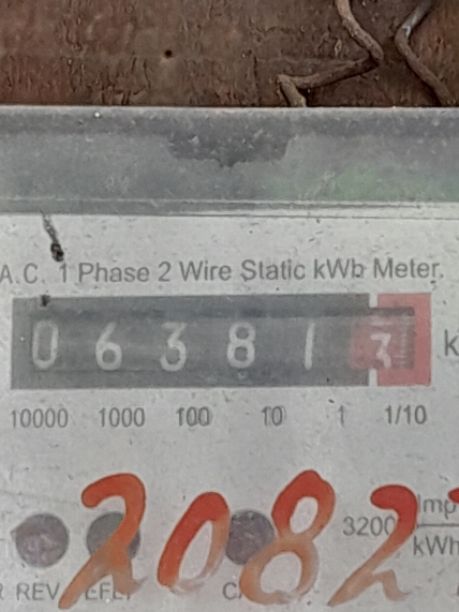 A.C. 1 Phase 2 Wire Static kWh Meter.
0 6 3 8 1 3 k
10000 1000 100 10 1 1/10
Imp
3200
kWh
REV
2082